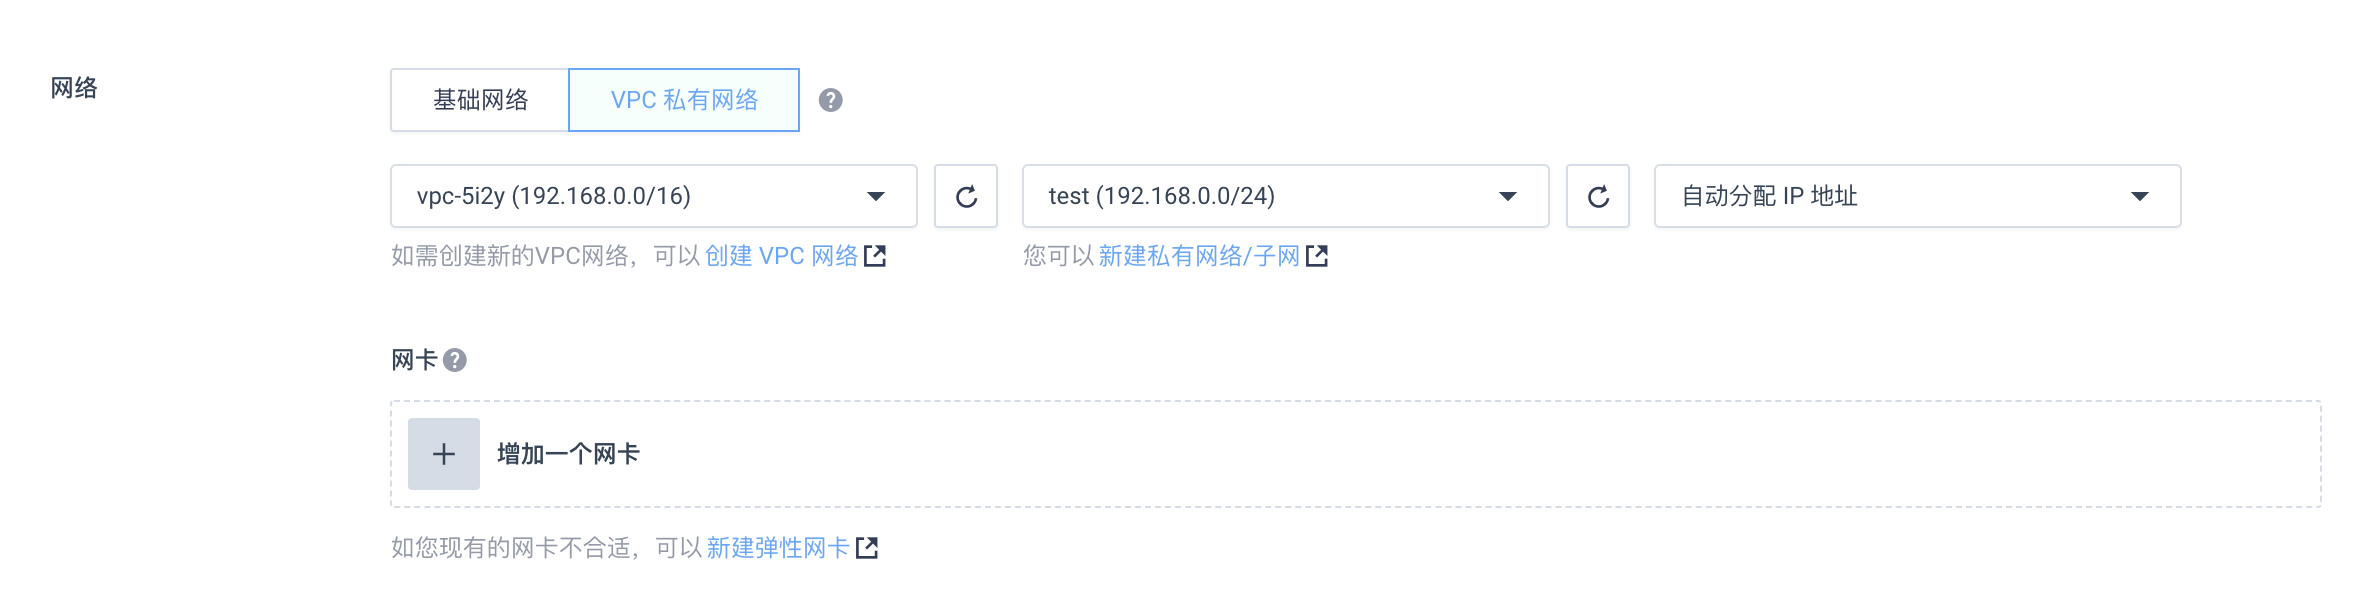 网络
基础网络 VPC 私有网络 ?
vpc-5i2y (192.168.0.0/16) test (192.168.0.0/24) 自动分配 IP 地址
如需创建新的VPC网络，可以 创建 VPC 网络 您可以 新建私有网络/子网
网卡 ?
+ 增加一个网卡
如您现有的网卡不合适，可以 新建弹性网卡